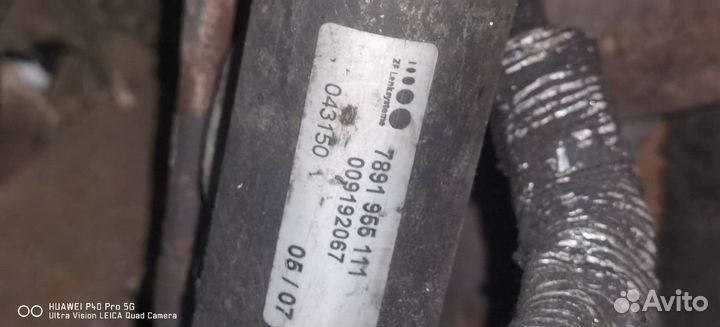 ZF Lenksysteme
7891 955 111
009192067
043150
05 / 07
HUAWEI P40 Pro 5G
Ultra Vision LEICA Quad Camera
Avito